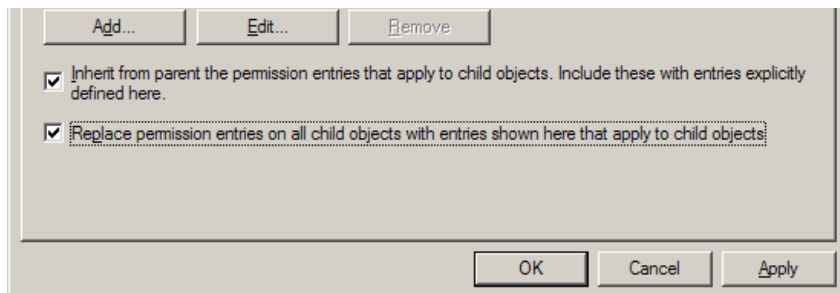 Add... Edit... Remove
Inherit from parent the permission entries that apply to child objects. Include these with entries explicitly
defined here.
Replace permission entries on all child objects with entries shown here that apply to child objects
OK Cancel Apply